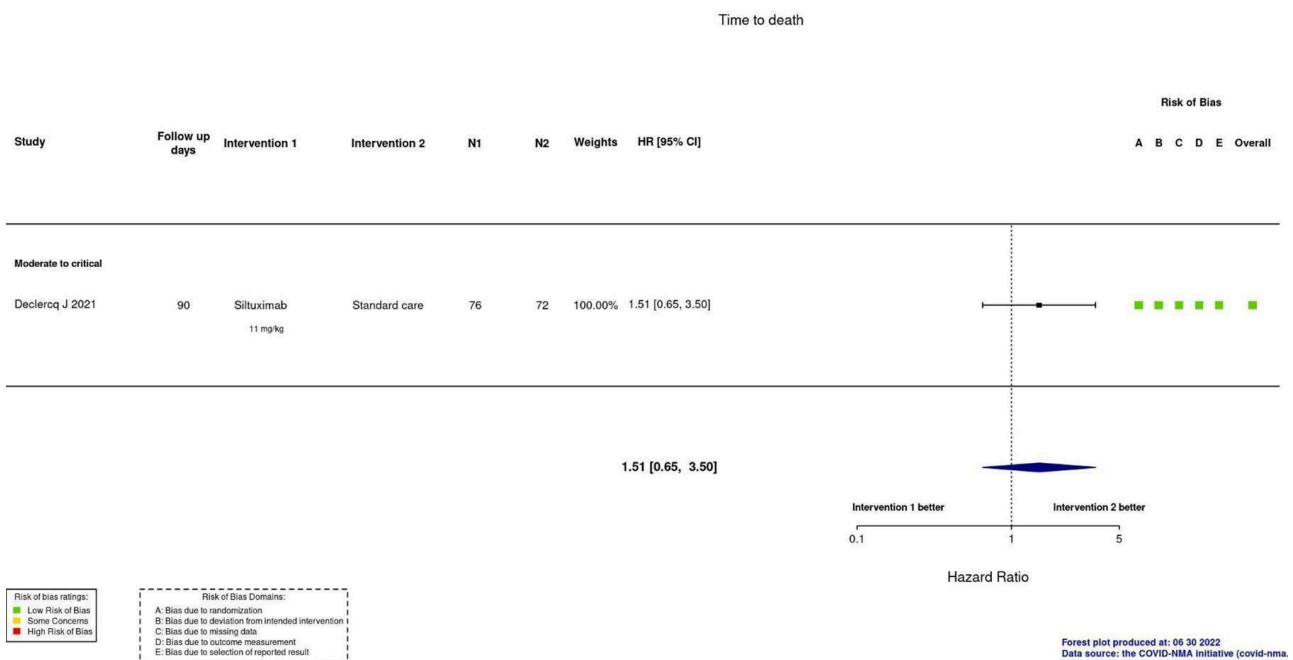 Time to death
Risk of Bias
Study Follow up days Intervention 1 Intervention 2 N1 N2 Weights HR [95% CI] A B C D E Overall
Moderate to critical
Declercq J 2021 90 Siltuximab Standard care 76 72 100.00% 1.51 [0.65, 3.50]
11 mg/kg
1.51 [0.65, 3.50]
Intervention 1 better Intervention 2 better
0.1 1 5
Hazard Ratio
Risk of bias ratings:
Low Risk of Bias
Some Concerns
High Risk of Bias
Risk of Bias Domains:
A: Bias due to randomization
B: Bias due to deviation from intended intervention
C: Bias due to missing data
D: Bias due to outcome measurement
E: Bias due to selection of reported result
Forest plot produced at: 06 30 2022
Data source: the COVID-NMA initiative (covid-nma.